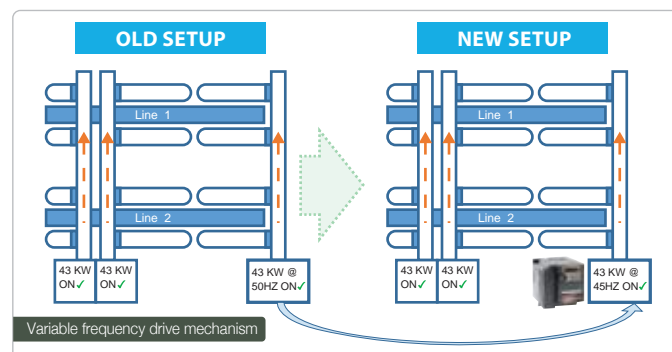 OLD SETUP
Line 1
Line 2
43 KW
ON✓
43 KW
ON✓
43 KW @
50HZ ON✓
NEW SETUP
Line 1
Line 2
43 KW
ON✓
43 KW
ON✓
43 KW @
45HZ ON✓
Variable frequency drive mechanism